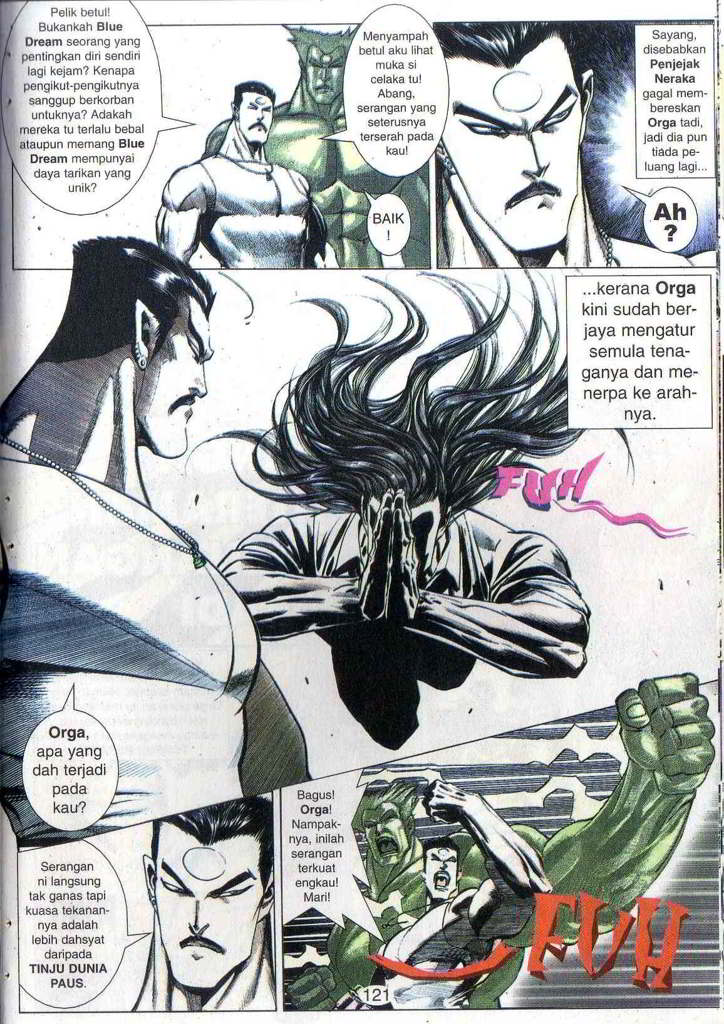 Pelik betul!
Bukankah Blue
Dream seorang yang
pentingkan diri sendiri
lagi kejam? Kenapa
pengikut-pengikutnya
sanggup berkorban
untuknya? Adakah
mereka tu terlalu bebal
ataupun memang Blue
Dream mempunyai
daya tarikan yang
unik?
Menyampah
betul aku lihat
muka si
celaka tu!
Abang,
serangan yang
seterusnya
terserah pada
kau!
BAIK
!
Sayang,
disebabkan
Penjejak
Neraka
gagal mem-
bereskan
Orga tadi,
jadi dia pun
tiada pe-
luang lagi...
Ah
?
...kerana Orga
kini sudah ber-
jaya mengatur
semula tena-
ganya dan me-
nerpa ke arah-
nya.
FUH
Orga,
apa yang
dah terjadi
pada
kau?
Serangan
ni langsung
tak ganas tapi
kuasa tekanan-
nya adalah
lebih dahsyat
daripada
TINJU DUNIA
PAUS.
Bagus!
Orga!
Nampak-
nya, inilah
serangan
terkuat
engkau!
Mari!
FUH
121